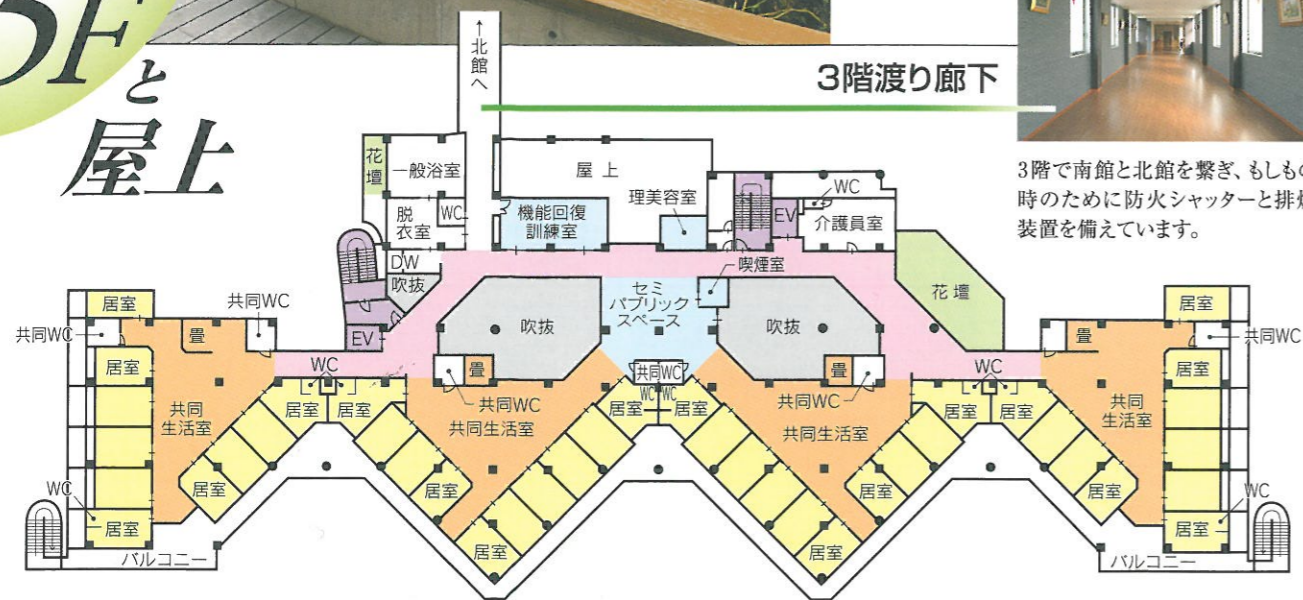 と
屋上
3階渡り廊下
3階で南館と北館を繋ぎ、もしもの
時のために防火シャッターと排煙
装置を備えています。
↑北館へ
花壇
一般浴室
屋上
理美容室
WC
脱衣室
WC
機能回復
訓練室
EV
介護員室
DW
吹抜
喫煙室
セミ
パブリック
スペース
花壇
吹抜
吹抜
EV
居室
共同WC
共同WC
畳
居室
共同
生活室
WC
居室
居室
居室
WC
居室
バルコニー
畳
共同WC
共同生活室
居室
居室
共同WC
WC
WC
居室
居室
畳
共同WC
共同生活室
居室
居室
WC
居室
居室
畳
居室
共同WC
居室
共同
生活室
居室
WC
居室
バルコニー